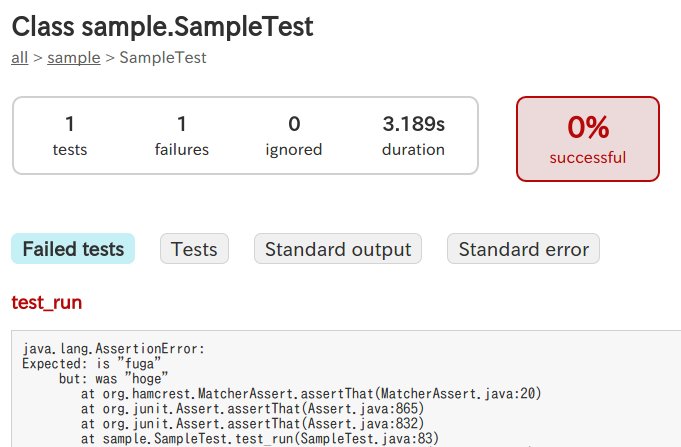 Class sample.SampleTest
all > sample > SampleTest
1 1 0 3.189s
tests failures ignored duration
0%
successful
Failed tests Tests Standard output Standard error
test_run
java.lang.AssertionError:
Expected: is "fuga"
but: was "hoge"
at org.hamcrest.MatcherAssert.assertThat(MatcherAssert.java:20)
at org.junit.Assert.assertThat(Assert.java:865)
at org.junit.Assert.assertThat(Assert.java:832)
at sample.SampleTest.test_run(SampleTest.java:83)